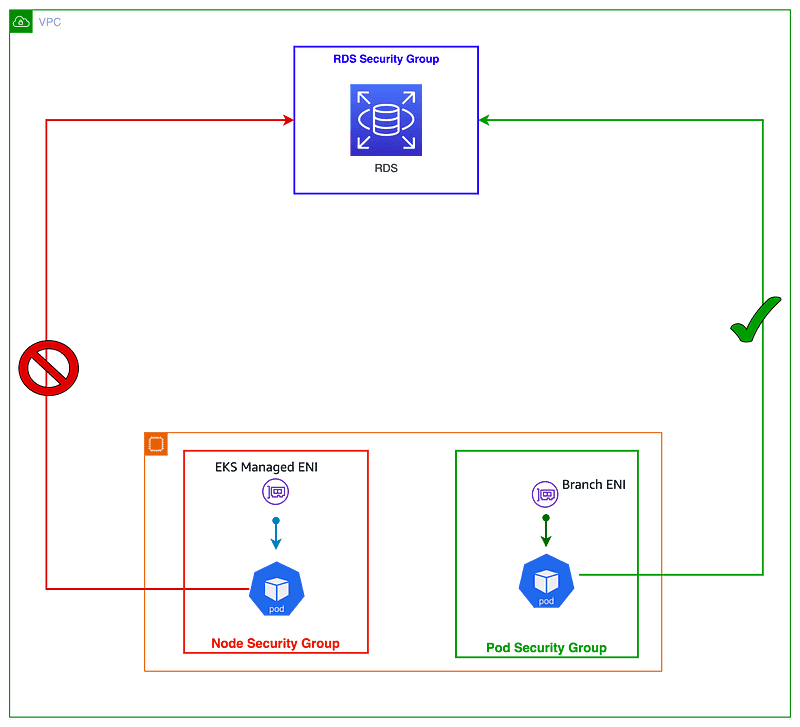 VPC
RDS Security Group
RDS
EKS Managed ENI
Branch ENI
pod
pod
Node Security Group
Pod Security Group